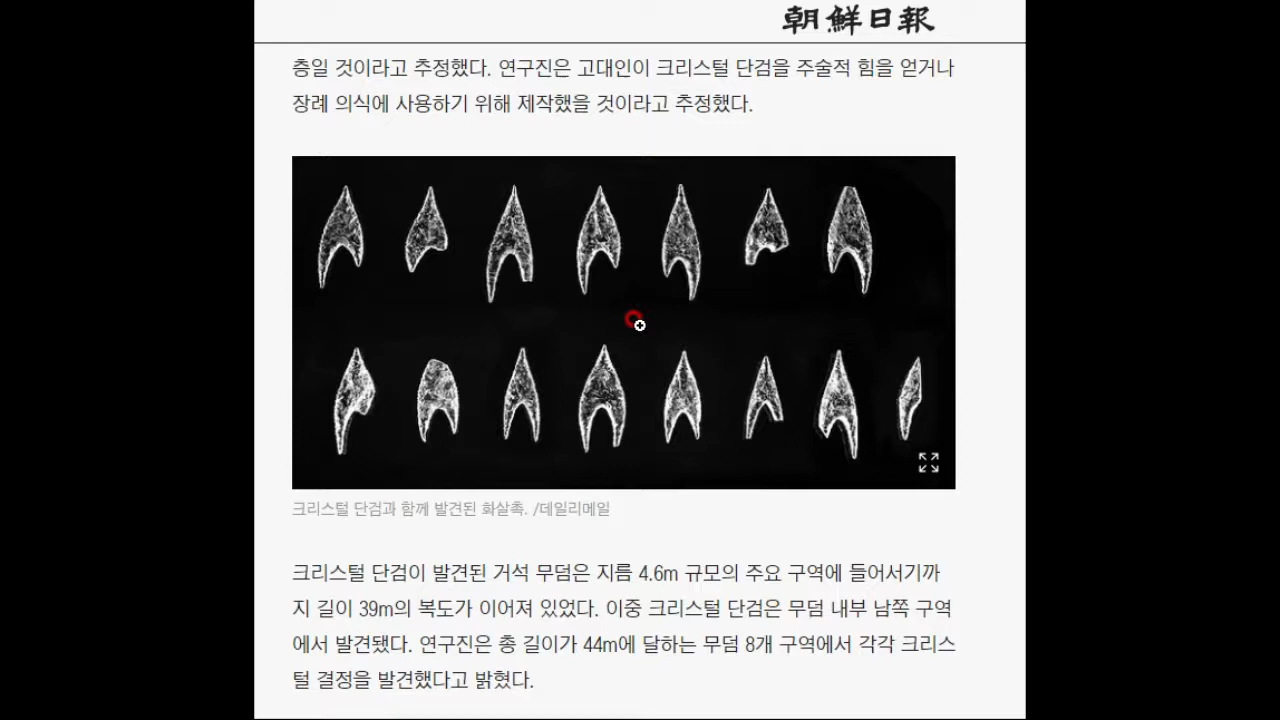 朝鮮日報
층일 것이라고 추정했다. 연구진은 고대인이 크리스털 단검을 주술적 힘을 얻거나
장례 의식에 사용하기 위해 제작했을 것이라고 추정했다.
크리스털 단검과 함께 발견된 화살촉. /데일리메일
크리스털 단검이 발견된 거석 무덤은 지름 4.6m 규모의 주요 구역에 들어서기까
지 길이 39m의 복도가 이어져 있었다. 이중 크리스털 단검은 무덤 내부 남쪽 구역
에서 발견됐다. 연구진은 총 길이가 44m에 달하는 무덤 8개 구역에서 각각 크리스
털 결정을 발견했다고 밝혔다.